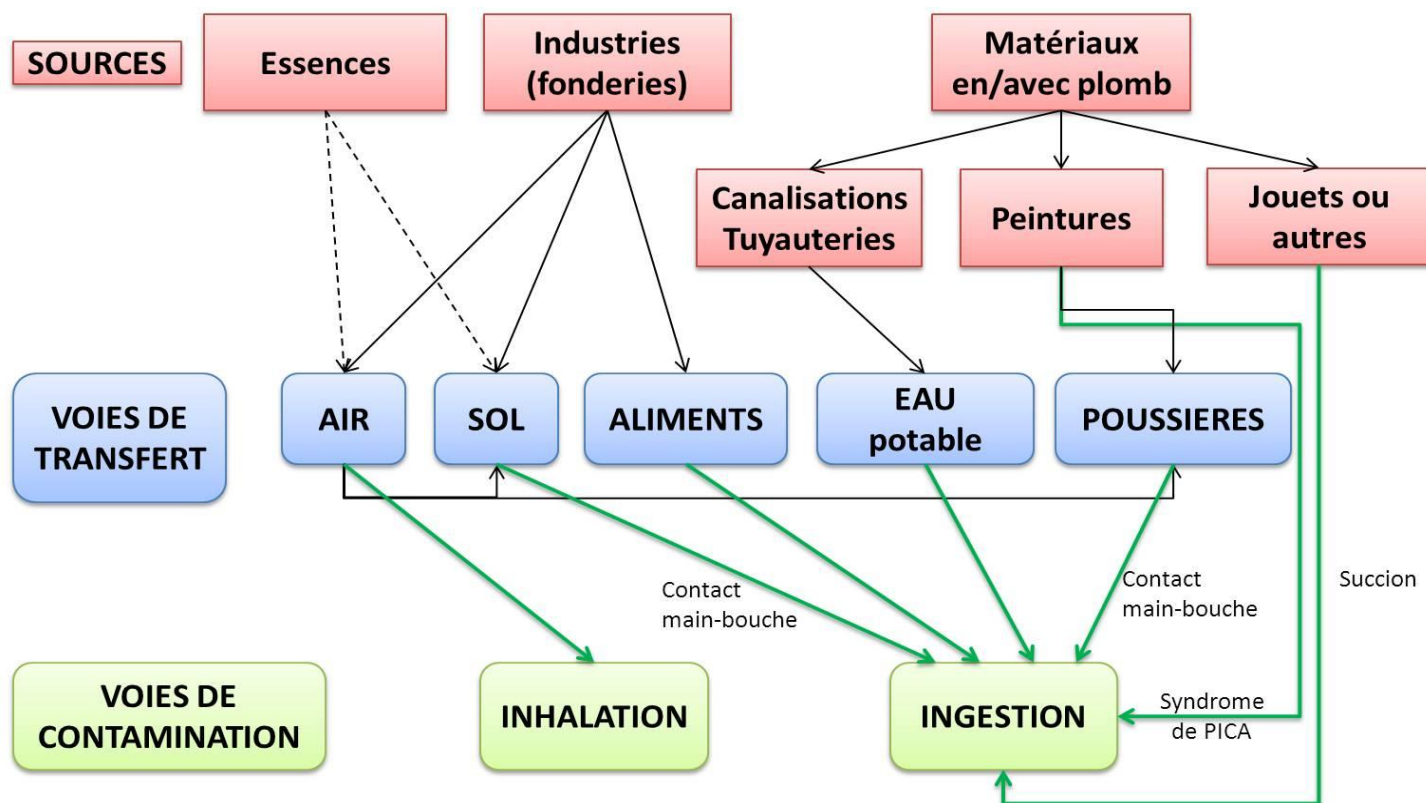 SOURCES
Essences
Industries
(fonderies)
Matériaux
en/avec plomb
Canalisations
Tuyauteries
Peintures
Jouets ou
autres
VOIES DE
TRANSFERT
AIR
SOL
ALIMENTS
EAU
potable
POUSSIERES
Contact
main-bouche
Contact
main-bouche
Succion
VOIES DE
CONTAMINATION
INHALATION
INGESTION
Syndrome
de PICA